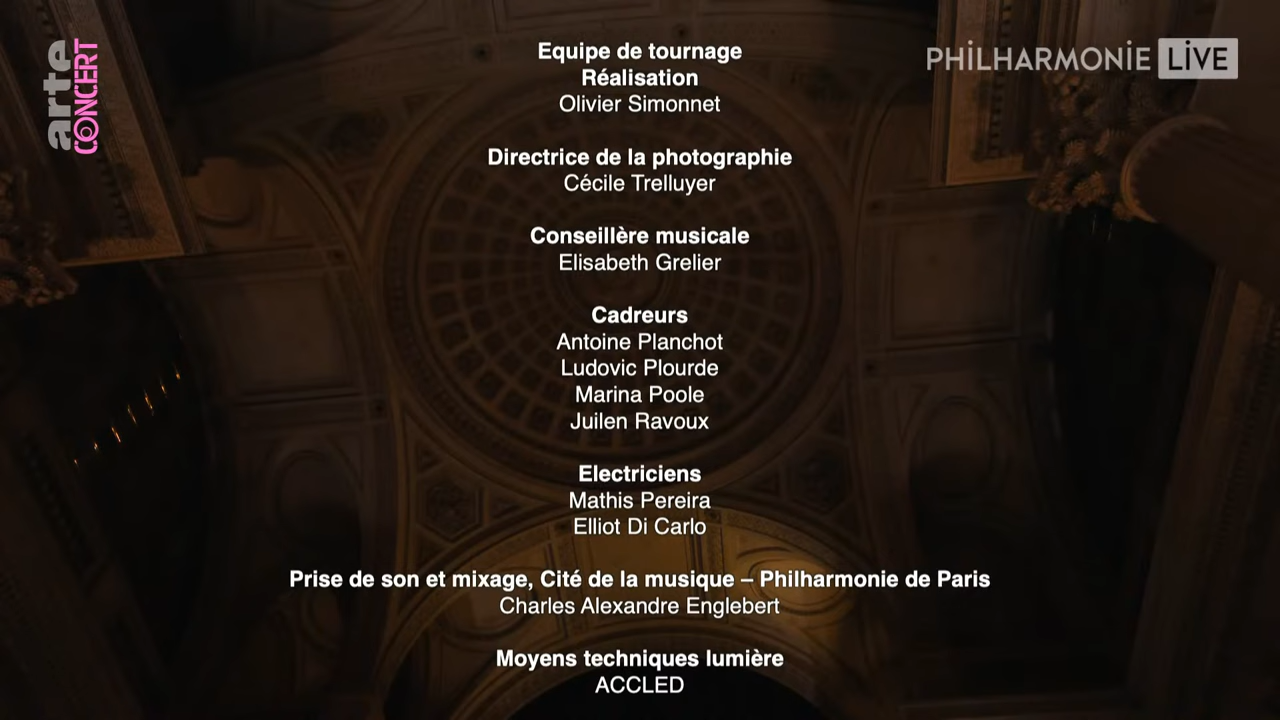 arte
CONCERT
PHILHARMONIE LIVE
Equipe de tournage
Réalisation
Olivier Simonnet
Directrice de la photographie
Cécile Trelluyer
Conseillère musicale
Elisabeth Grelier
Cadreurs
Antoine Planchot
Ludovic Plourde
Marina Poole
Juilen Ravoux
Electriciens
Mathis Pereira
Elliot Di Carlo
Prise de son et mixage, Cité de la musique – Philharmonie de Paris
Charles Alexandre Englebert
Moyens techniques lumière
ACCLED